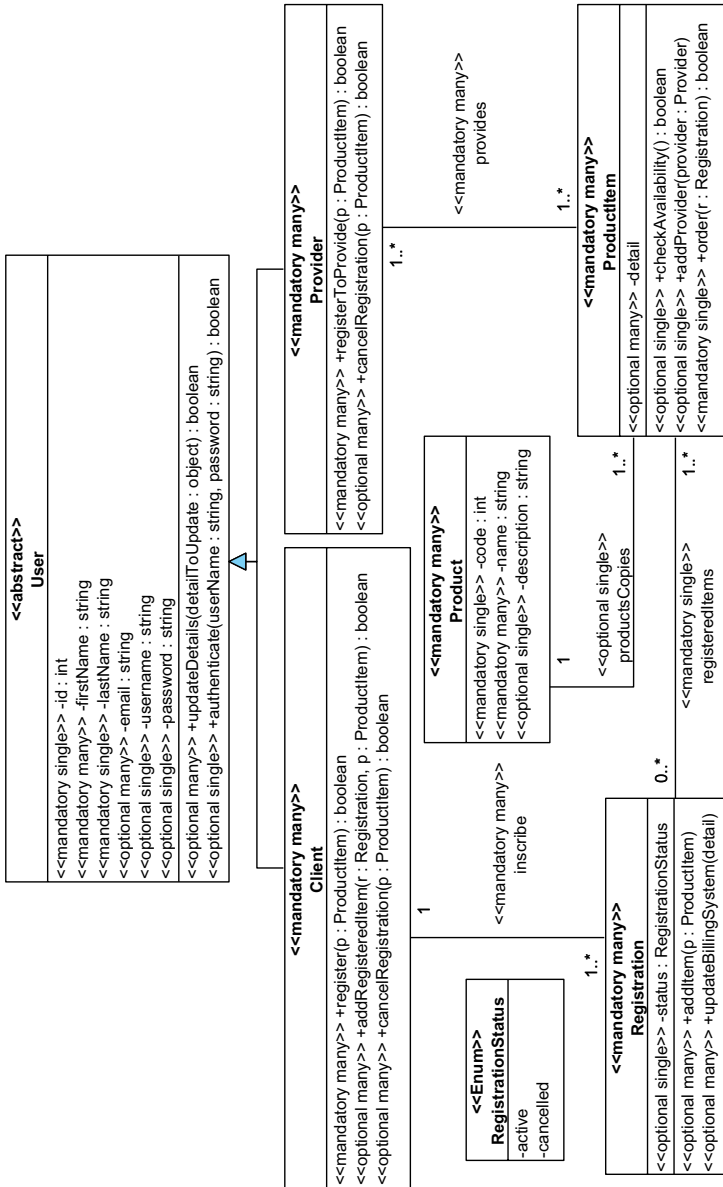 <<abstract>>
User
<<mandatory single>> -id : int
<<mandatory many>> -firstName : string
<<mandatory single>> -lastName : string
<<optional many>> -email : string
<<optional single>> -username : string
<<optional single>> -password : string
<<optional many>> +updateDetails(detailToUpdate : object) : boolean
<<optional single>> +authenticate(userName : string, password : string) : boolean
<<mandatory many>>
Client
<<mandatory many>> +register(p : ProductItem) : boolean
<<optional many>> +addRegisteredItem(r : Registration, p : ProductItem) : boolean
<<optional many>> +cancelRegistration(p : ProductItem) : boolean
<<mandatory many>>
Provider
<<mandatory many>> +registerToProvide(p : ProductItem) : boolean
<<optional many>> +cancelRegistration(p : ProductItem) : boolean
1
<<mandatory many>>
inscribe
1..*
1..*
<<mandatory many>>
provides
1..*
<<mandatory many>>
Product
<<mandatory single>> -code : int
<<mandatory many>> -name : string
<<optional single>> -description : string
1
<<optional single>>
productsCopies
1..*
<<Enum>>
RegistrationStatus
-active
-cancelled
<<mandatory many>>
Registration
<<optional single>> -status : RegistrationStatus
<<optional many>> +addItem(p : ProductItem)
<<optional many>> +updateBillingSystem(detail)
0..*
<<mandatory single>>
registeredItems
1..*
<<mandatory many>>
ProductItem
<<optional many>> -detail
<<optional single>> +checkAvailability() : boolean
<<optional single>> +addProvider(provider : Provider)
<<mandatory single>> +order(r : Registration) : boolean